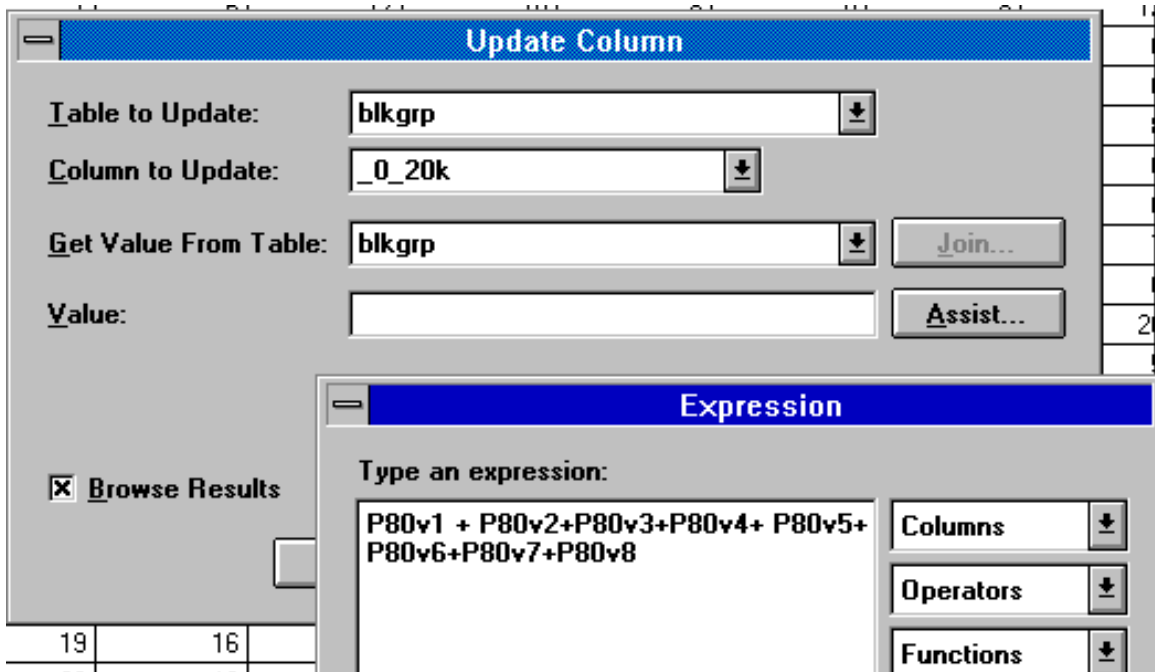 Update Column
Table to Update: blkgrp
Column to Update: _0_20k
Get Value From Table: blkgrp Join...
Value: Assist...
Expression
Type an expression:
Browse Results
P80v1 + P80v2+P80v3+P80v4+ P80v5+ Columns
P80v6+P80v7+P80v8
Operators
19 16
Functions